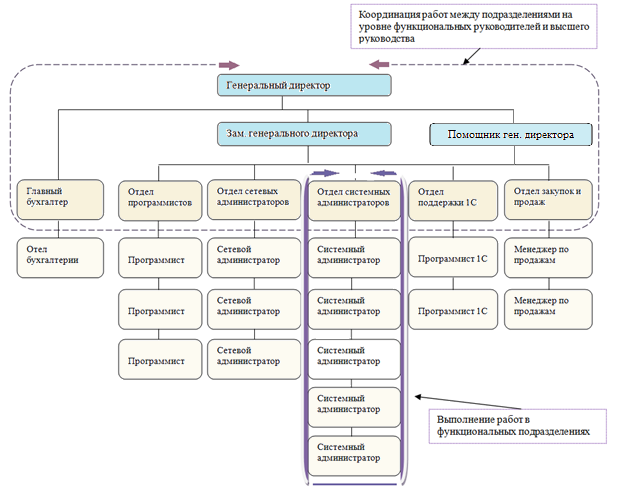 Координация работ между подразделениями на
уровне функциональных руководителей и высшего
руководства
Генеральный директор
Зам. генерального директора
Помощник ген. директора
Главный
бухгалтер
Отдел
программистов
Отдел сетевых
администраторов
Отдел системных
администраторов
Отдел
поддержки 1С
Отдел закупок и
продаж
Отел
бухгалтерии
Программист
Сетевой
администратор
Системный
администратор
Программист 1С
Менеджер по
продажам
Программист
Сетевой
администратор
Системный
администратор
Программист 1С
Менеджер по
продажам
Программист
Сетевой
администратор
Системный
администратор
Системный
администратор
Системный
администратор
Выполнение работ в
функциональных подразделениях